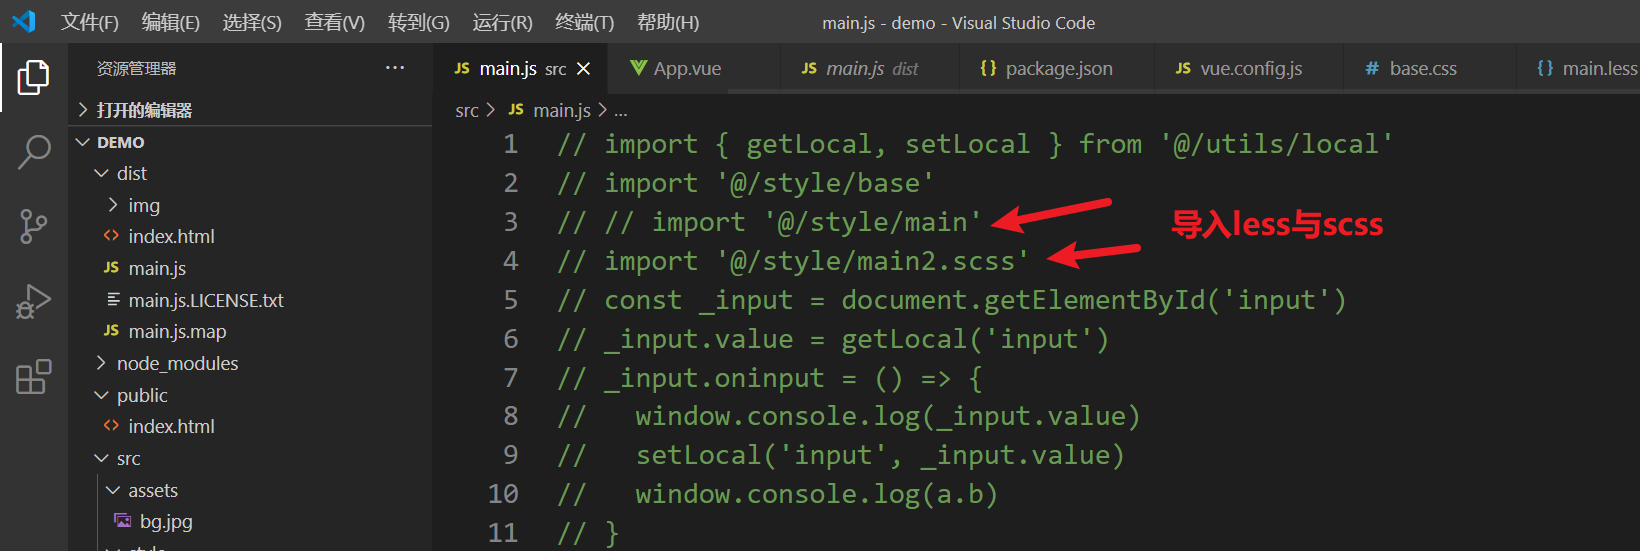 文件(F) 编辑(E) 选择(S) 查看(V) 转到(G) 运行(R) 终端(T) 帮助(H) main.js - demo - Visual Studio Code
资源管理器 ...
JS main.js src × App.vue JS main.js dist {} package.json JS vue.config.js # base.css {} main.less
打开的编辑器
DEMO
dist
img
index.html
JS main.js
main.js.LICENSE.txt
JS main.js.map
node_modules
public
index.html
src
assets
bg.jpg
src > JS main.js > ...
1 // import { getLocal, setLocal } from '@/utils/local'
2 // import '@/style/base'
3 // // import '@/style/main'
4 // import '@/style/main2.scss'
5 // const _input = document.getElementById('input')
6 // _input.value = getLocal('input')
7 // _input.oninput = () => {
8 //   window.console.log(_input.value)
9 //   setLocal('input', _input.value)
10 //   window.console.log(a.b)
11 // }
导入less与scss